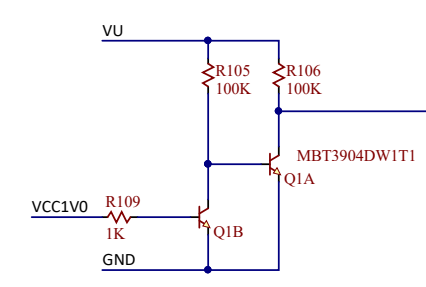 VU
R105
100K
R106
100K
MBT3904DW1T1
Q1A
VCC1V0
R109
1K
Q1B
GND